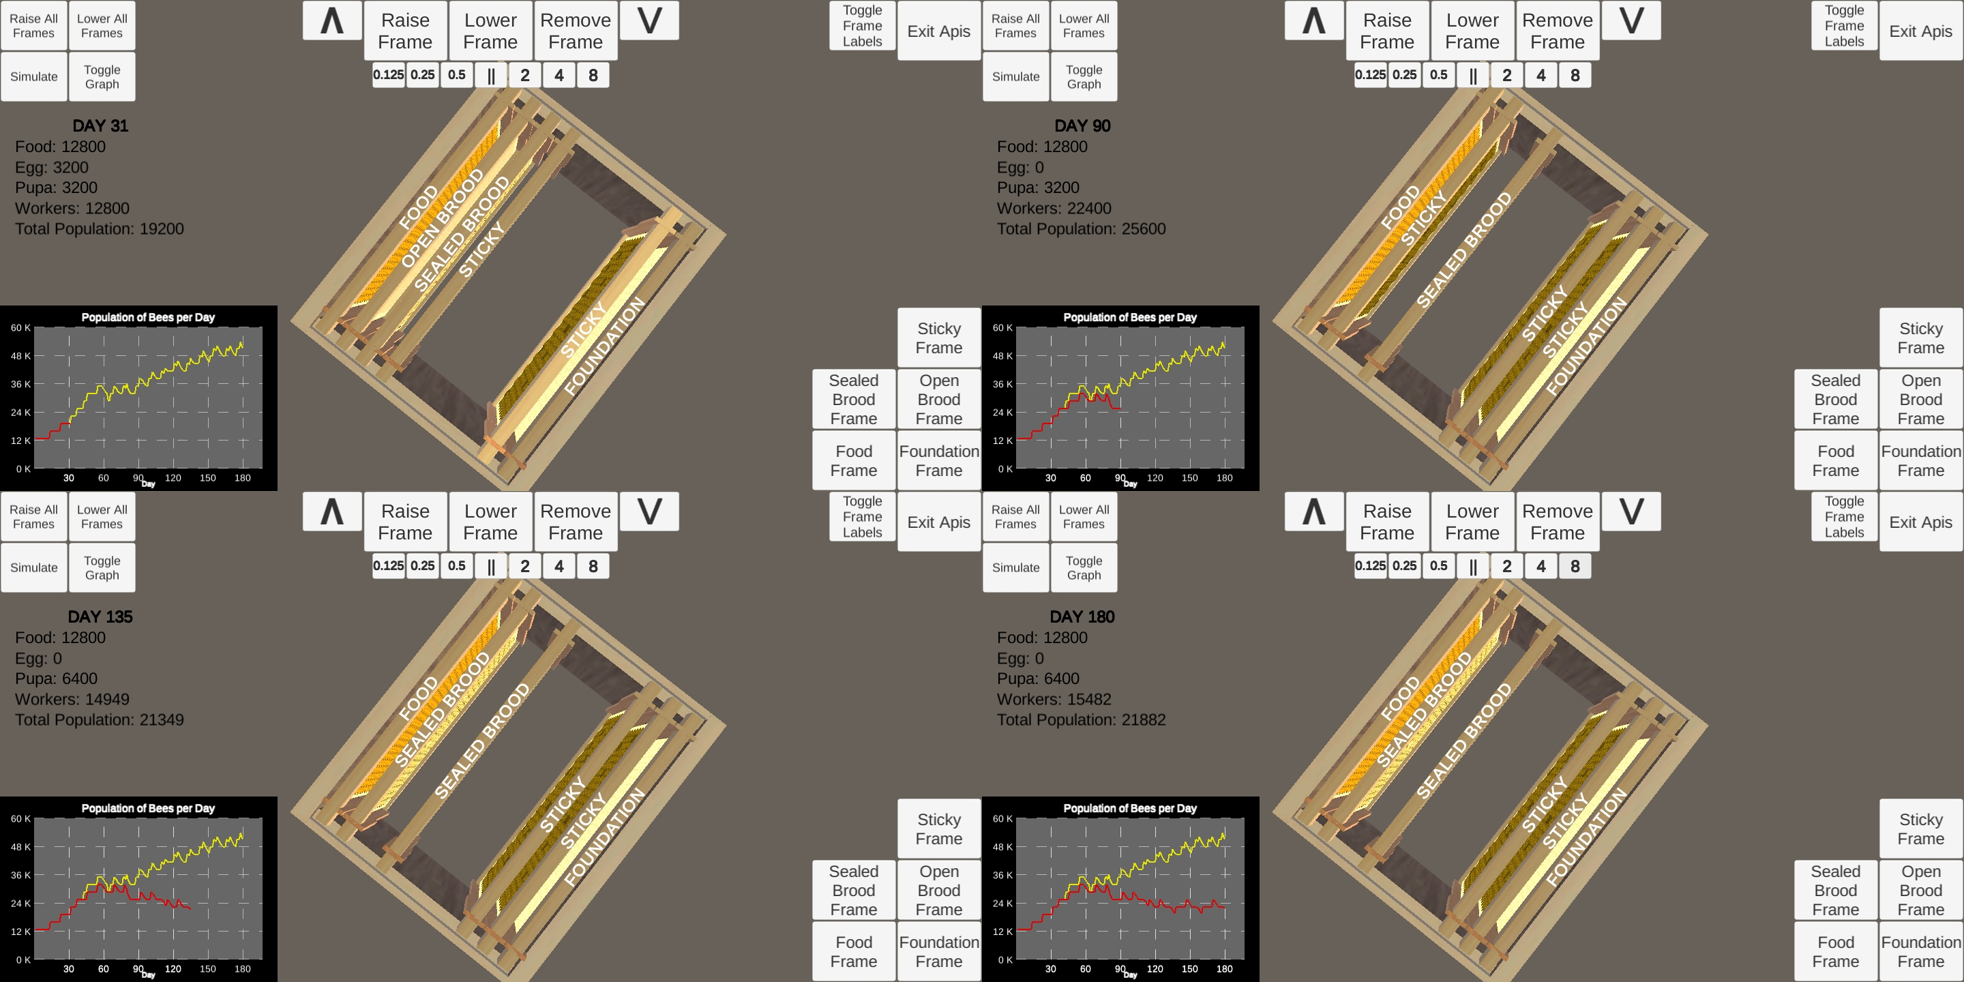 Raise All
Frames
Lower All
Frames
Simulate
Toggle
Graph
Λ
Raise
Frame
Lower
Frame
Remove
Frame
V
0.125 0.25 0.5 || 2 4 8
Toggle
Frame
Labels
Exit Apis
DAY 31
Food: 12800
Egg: 3200
Pupa: 3200
Workers: 12800
Total Population: 19200
FOOD
OPEN BROOD
SEALED BROOD
STICKY
STICKY
FOUNDATION
Population of Bees per Day
60 K
48 K
36 K
24 K
12 K
0 K
30 60 90 120 150 180
Day
Sticky
Frame
Sealed
Brood
Frame
Open
Brood
Frame
Food
Frame
Foundation
Frame
Raise All
Frames
Lower All
Frames
Simulate
Toggle
Graph
Λ
Raise
Frame
Lower
Frame
Remove
Frame
V
0.125 0.25 0.5 || 2 4 8
Toggle
Frame
Labels
Exit Apis
DAY 90
Food: 12800
Egg: 0
Pupa: 3200
Workers: 22400
Total Population: 25600
FOOD
STICKY
SEALED BROOD
STICKY
STICKY
FOUNDATION
Population of Bees per Day
60 K
48 K
36 K
24 K
12 K
0 K
30 60 90 120 150 180
Day
Sticky
Frame
Sealed
Brood
Frame
Open
Brood
Frame
Food
Frame
Foundation
Frame
Raise All
Frames
Lower All
Frames
Simulate
Toggle
Graph
Λ
Raise
Frame
Lower
Frame
Remove
Frame
V
0.125 0.25 0.5 || 2 4 8
Toggle
Frame
Labels
Exit Apis
DAY 135
Food: 12800
Egg: 0
Pupa: 6400
Workers: 14949
Total Population: 21349
FOOD
SEALED BROOD
SEALED BROOD
STICKY
STICKY
FOUNDATION
Population of Bees per Day
60 K
48 K
36 K
24 K
12 K
0 K
30 60 90 120 150 180
Day
Sticky
Frame
Sealed
Brood
Frame
Open
Brood
Frame
Food
Frame
Foundation
Frame
Raise All
Frames
Lower All
Frames
Simulate
Toggle
Graph
Λ
Raise
Frame
Lower
Frame
Remove
Frame
V
0.125 0.25 0.5 || 2 4 8
Toggle
Frame
Labels
Exit Apis
DAY 180
Food: 12800
Egg: 0
Pupa: 6400
Workers: 15482
Total Population: 21882
FOOD
SEALED BROOD
SEALED BROOD
STICKY
STICKY
FOUNDATION
Population of Bees per Day
60 K
48 K
36 K
24 K
12 K
0 K
30 60 90 120 150 180
Day
Sticky
Frame
Sealed
Brood
Frame
Open
Brood
Frame
Food
Frame
Foundation
Frame